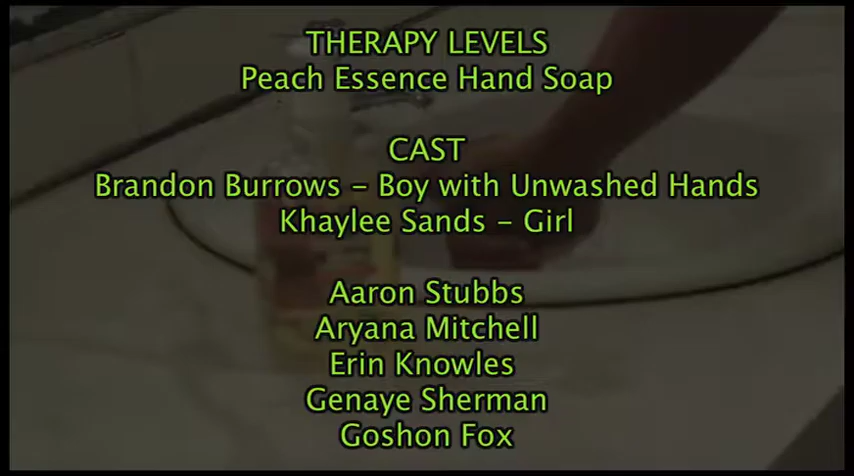 THERAPY LEVELS
Peach Essence Hand Soap
CAST
Brandon Burrows – Boy with Unwashed Hands
Khaylee Sands – Girl
Aaron Stubbs
Aryana Mitchell
Erin Knowles
Genaye Sherman
Goshon Fox